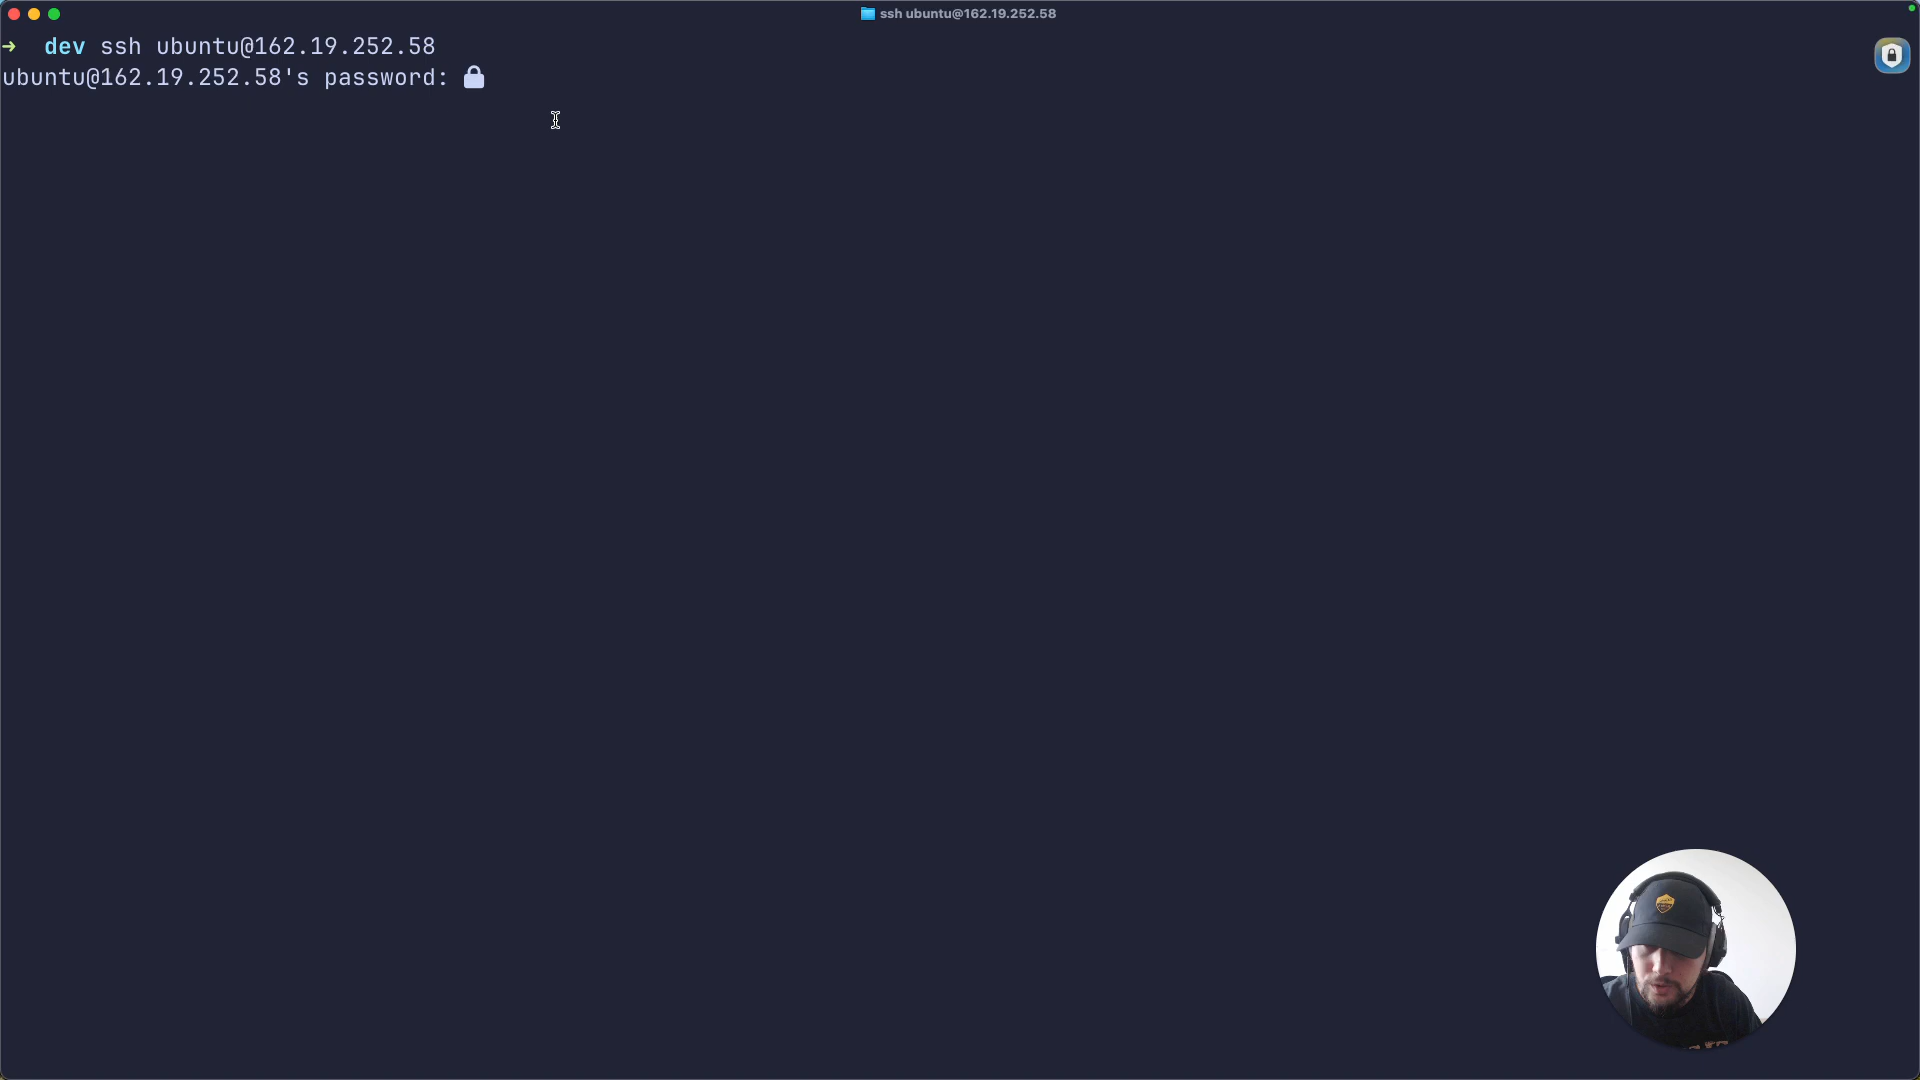 ssh ubuntu@162.19.252.58
➜ dev ssh ubuntu@162.19.252.58
ubuntu@162.19.252.58's password: